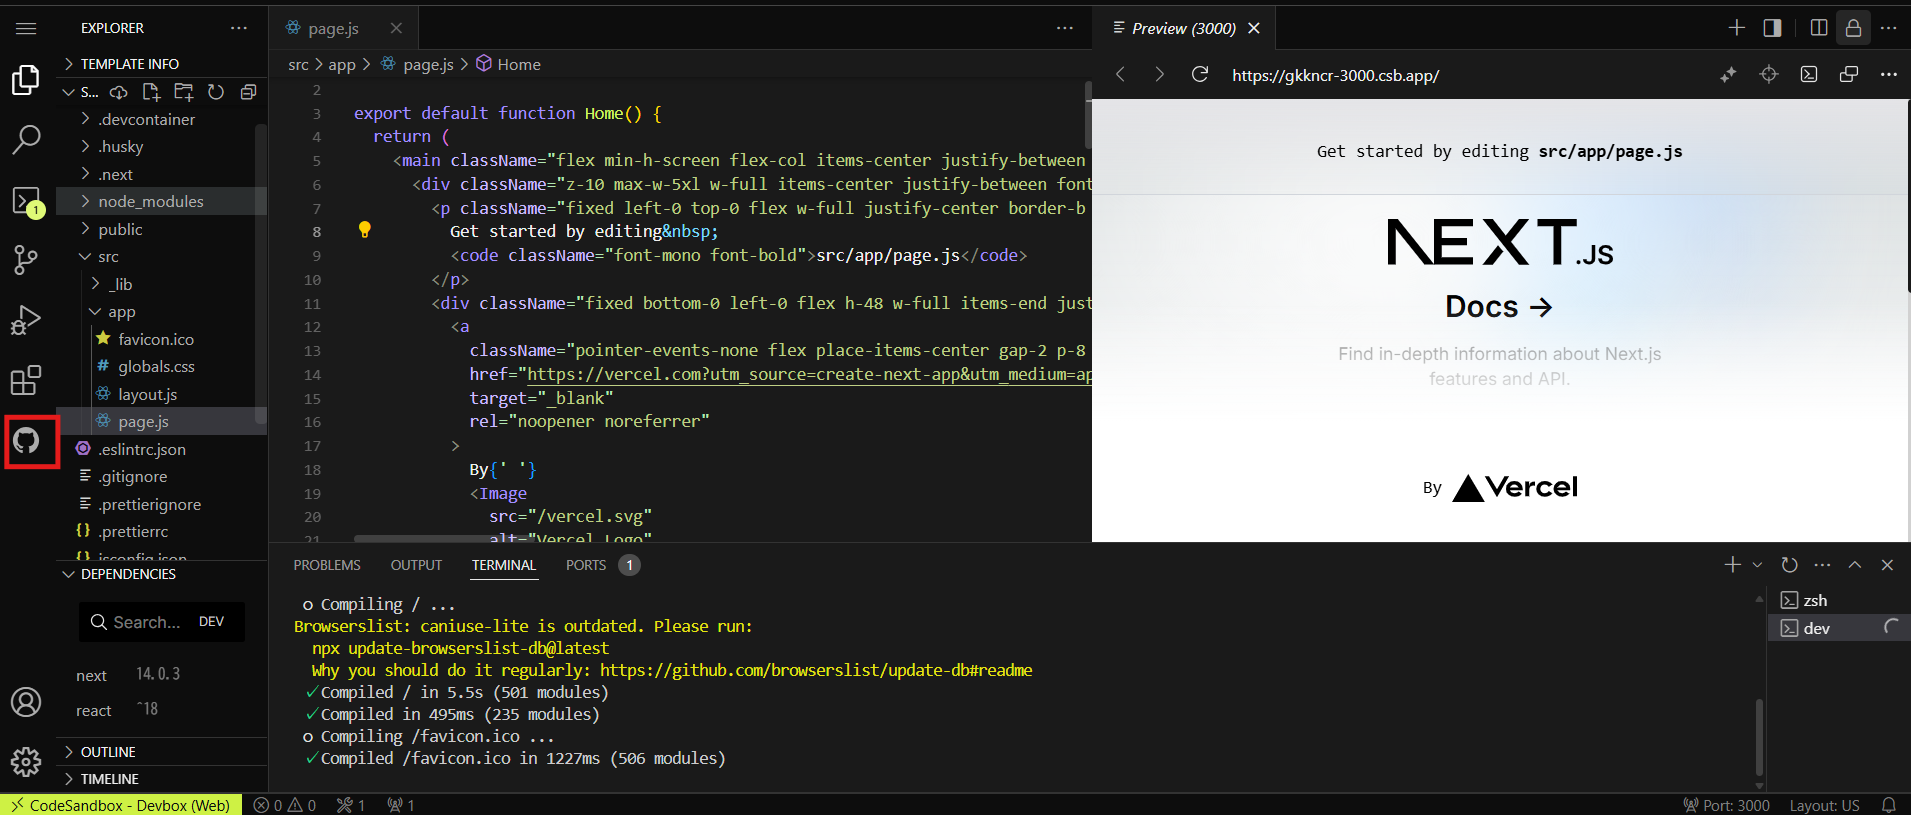 EXPLORER
TEMPLATE INFO
S...
.devcontainer
.husky
.next
node_modules
public
src
_lib
app
favicon.ico
globals.css
layout.js
page.js
.eslintrc.json
.gitignore
.prettierignore
.prettierrc
jsconfig.json
DEPENDENCIES
Search... DEV
next 14.0.3
react ^18
OUTLINE
TIMELINE
1
page.js
src > app > page.js > Home
2
3 export default function Home() {
4 return (
5 <main className="flex min-h-screen flex-col items-center justify-between
6 <div className="z-10 max-w-5xl w-full items-center justify-between font
7 <p className="fixed left-0 top-0 flex w-full justify-center border-b
8 Get started by editing&nbsp;
9 <code className="font-mono font-bold">src/app/page.js</code>
10 </p>
11 <div className="fixed bottom-0 left-0 flex h-48 w-full items-end just
12 <a
13 className="pointer-events-none flex place-items-center gap-2 p-8
14 href="https://vercel.com?utm_source=create-next-app&utm_medium=ap
15 target="_blank"
16 rel="noopener noreferrer"
17 >
18 By{' '}
19 <Image
20 src="/vercel.svg"
21 alt="Vercel Logo"
Preview (3000)
https://gkkncr-3000.csb.app/
Get started by editing src/app/page.js
NEXT.JS
Docs →
Find in-depth information about Next.js
features and API.
By Vercel
PROBLEMS OUTPUT TERMINAL PORTS 1
o Compiling / ...
Browserslist: caniuse-lite is outdated. Please run:
npx update-browserslist-db@latest
Why you should do it regularly: https://github.com/browserslist/update-db#readme
✓Compiled / in 5.5s (501 modules)
✓Compiled in 495ms (235 modules)
o Compiling /favicon.ico ...
✓Compiled /favicon.ico in 1227ms (506 modules)
zsh
dev
CodeSandbox - Devbox (Web) 0 0 1 1 Port: 3000 Layout: US